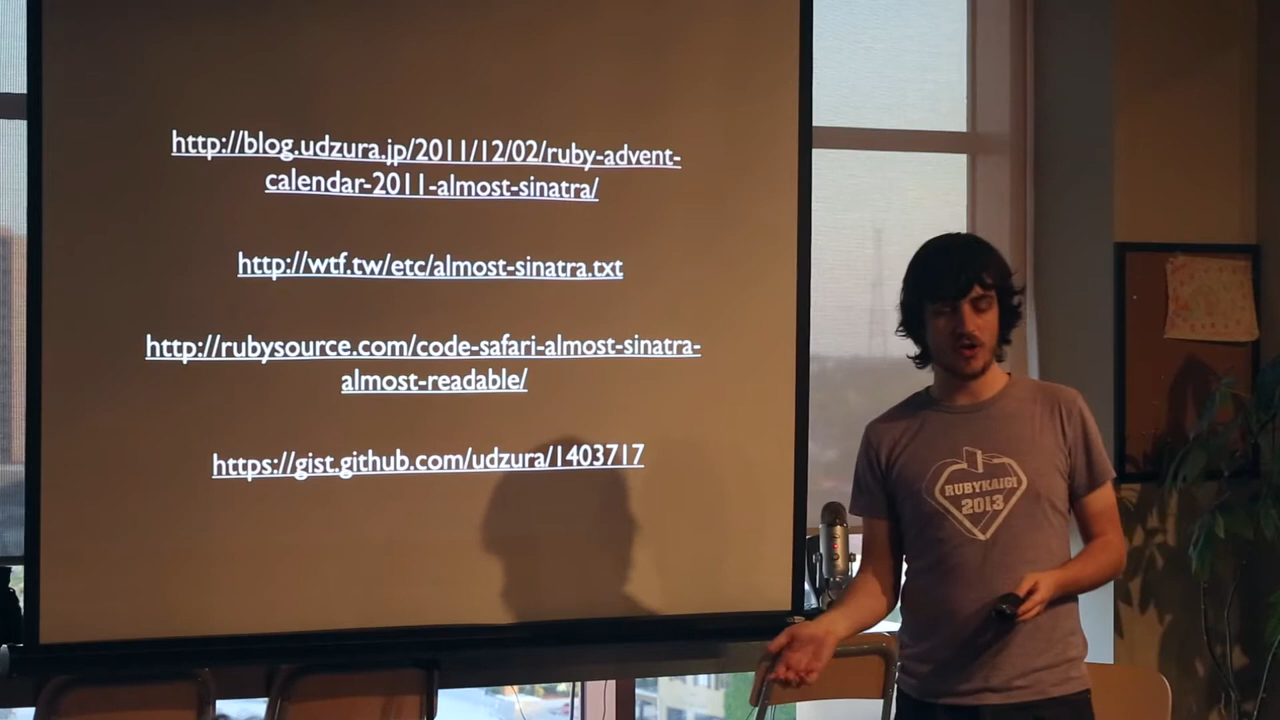 http://blog.udzura.jp/2011/12/02/ruby-advent-
calendar-2011-almost-sinatra/
http://wtf.tw/etc/almost-sinatra.txt
http://rubysource.com/code-safari-almost-sinatra-
almost-readable/
https://gist.github.com/udzura/1403717
RUBYKAIGI
2013